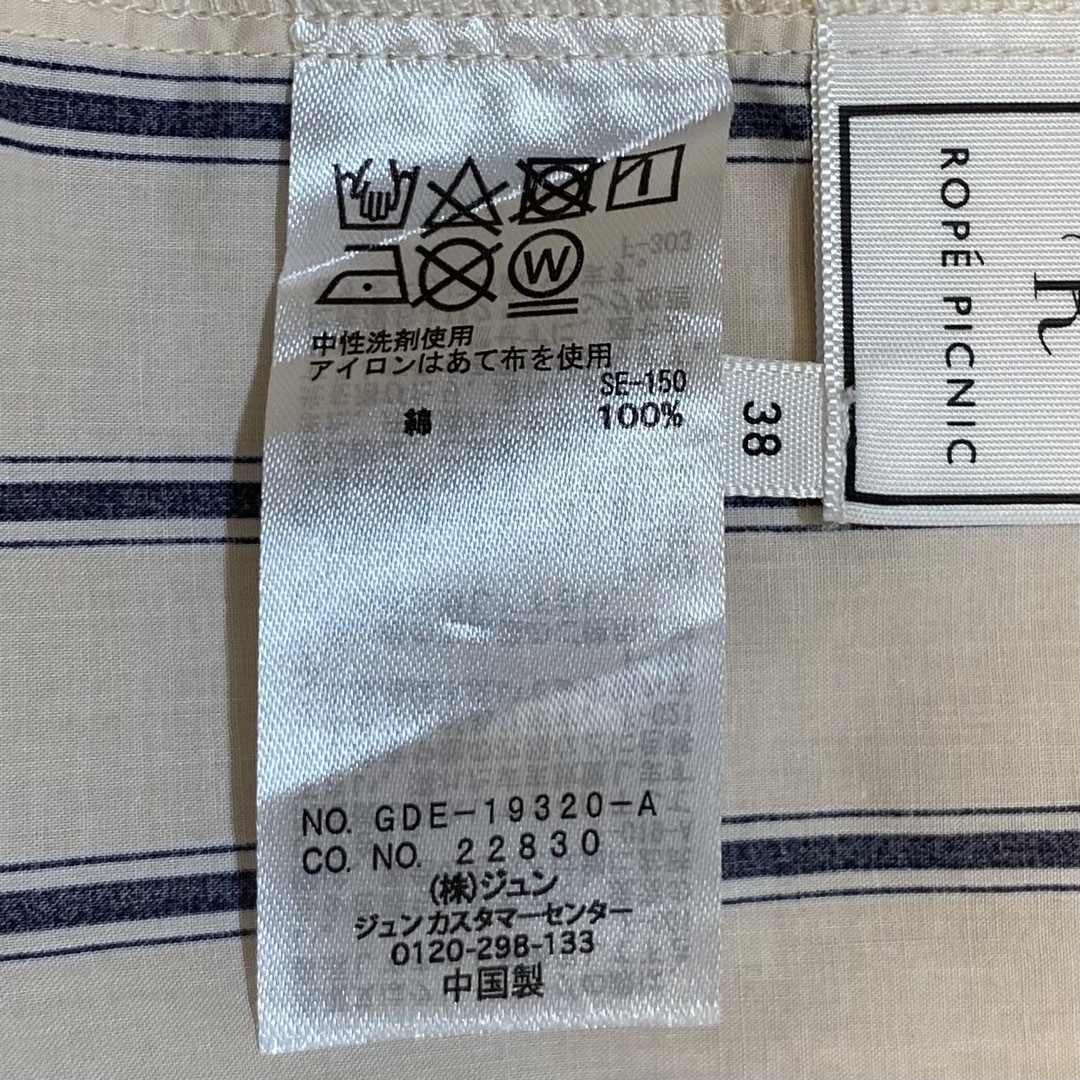 W
中性洗剤使用
アイロンはあて布を使用
SE-150
綿 100%
NO. GDE-19320-A
CO. NO. 22830
(株)ジュン
ジュンカスタマーセンター
0120-298-133
中国製
38
R
ROPÉ PICNIC